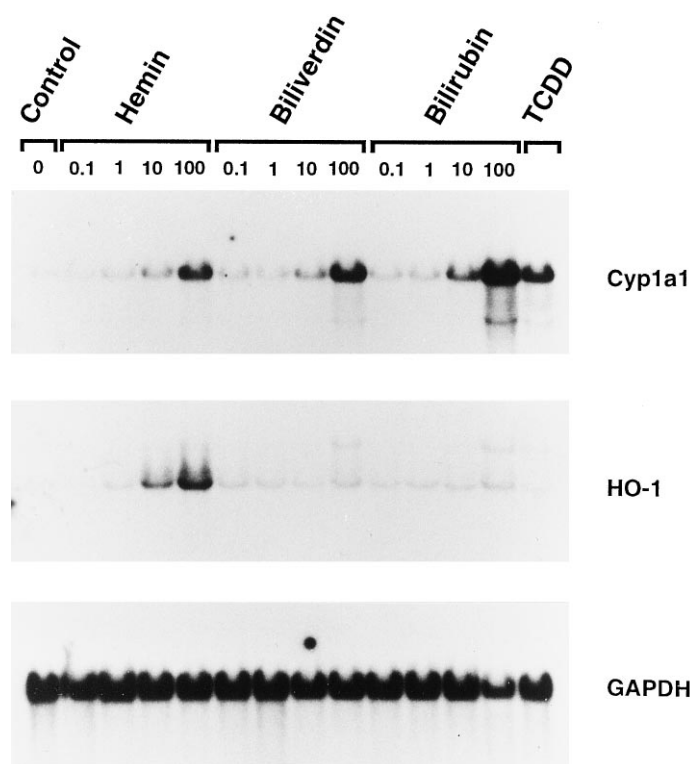 Control Hemin Biliverdin Bilirubin TCDD
0 0.1 1 10 100 0.1 1 10 100 0.1 1 10 100
Cyp1a1
HO-1
GAPDH